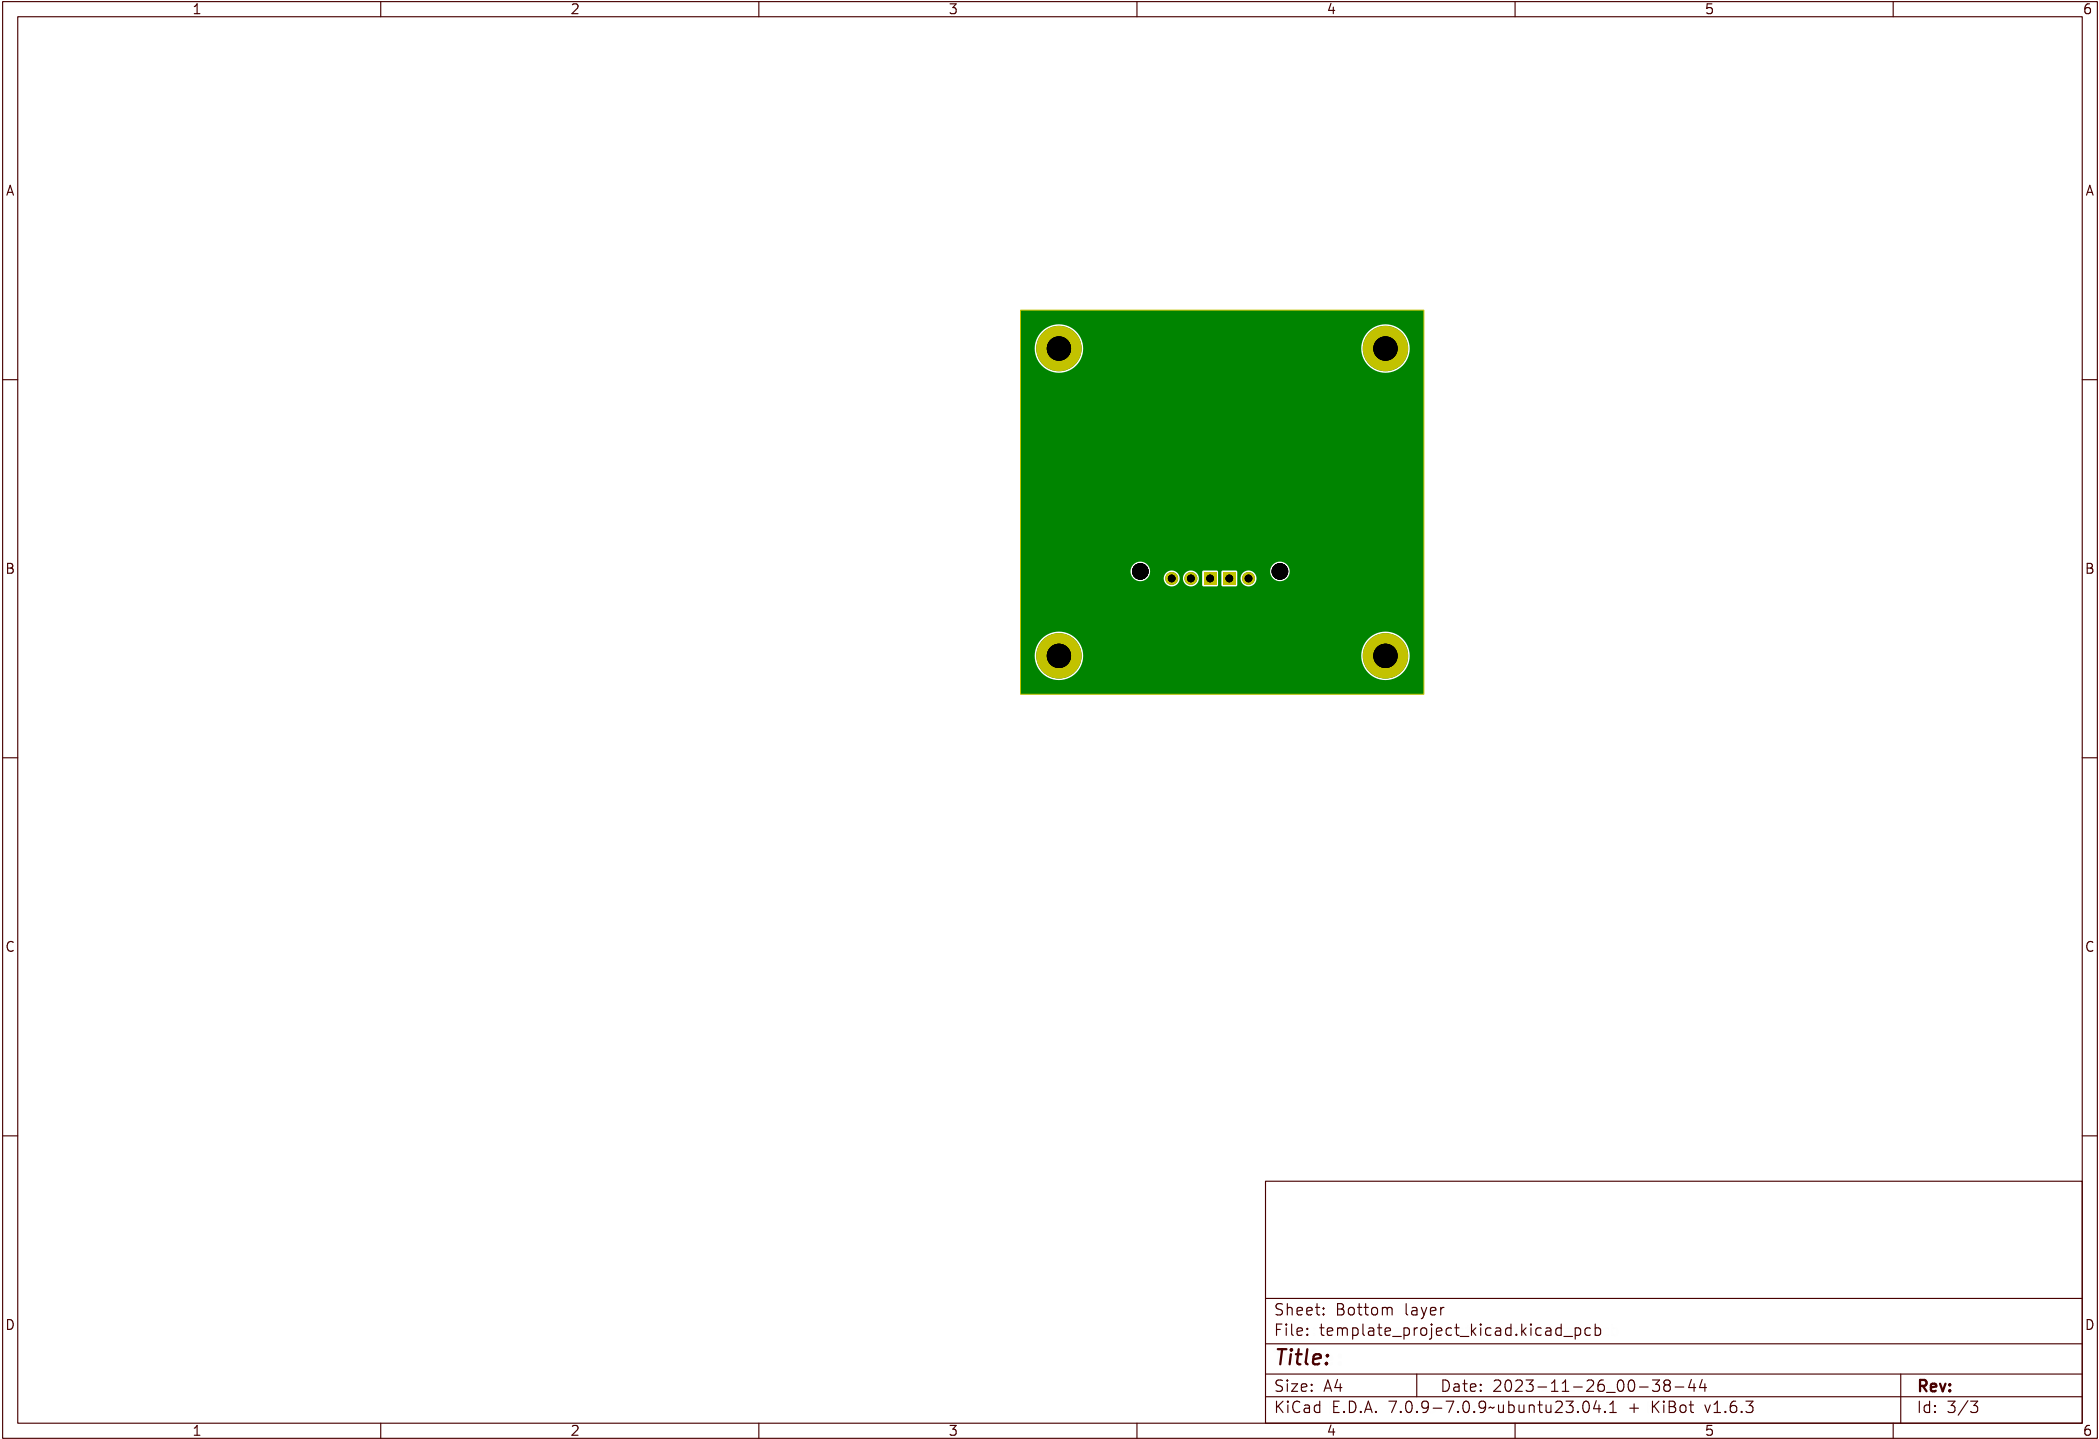 1 2 3 4 5 6
A A
B B
C C
D D
Sheet: Bottom layer
File: template_project_kicad.kicad_pcb
Title:
Size: A4 Date: 2023-11-26_00-38-44 Rev:
KiCad E.D.A. 7.0.9-7.0.9~ubuntu23.04.1 + KiBot v1.6.3 Id: 3/3
1 2 3 4 5 6